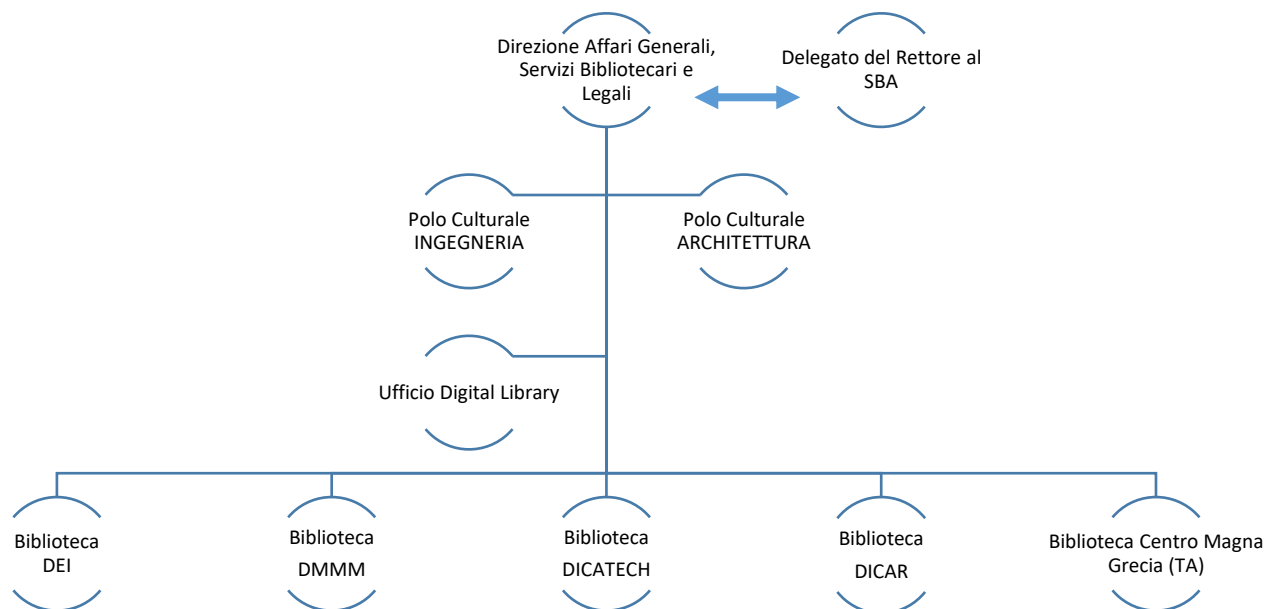 Direzione Affari Generali,
Servizi Bibliotecari e
Legali
Delegato del Rettore al
SBA
Polo Culturale
INGEGNERIA
Polo Culturale
ARCHITETTURA
Ufficio Digital Library
Biblioteca
DEI
Biblioteca
DMMM
Biblioteca
DICATECH
Biblioteca
DICAR
Biblioteca Centro Magna
Grecia (TA)